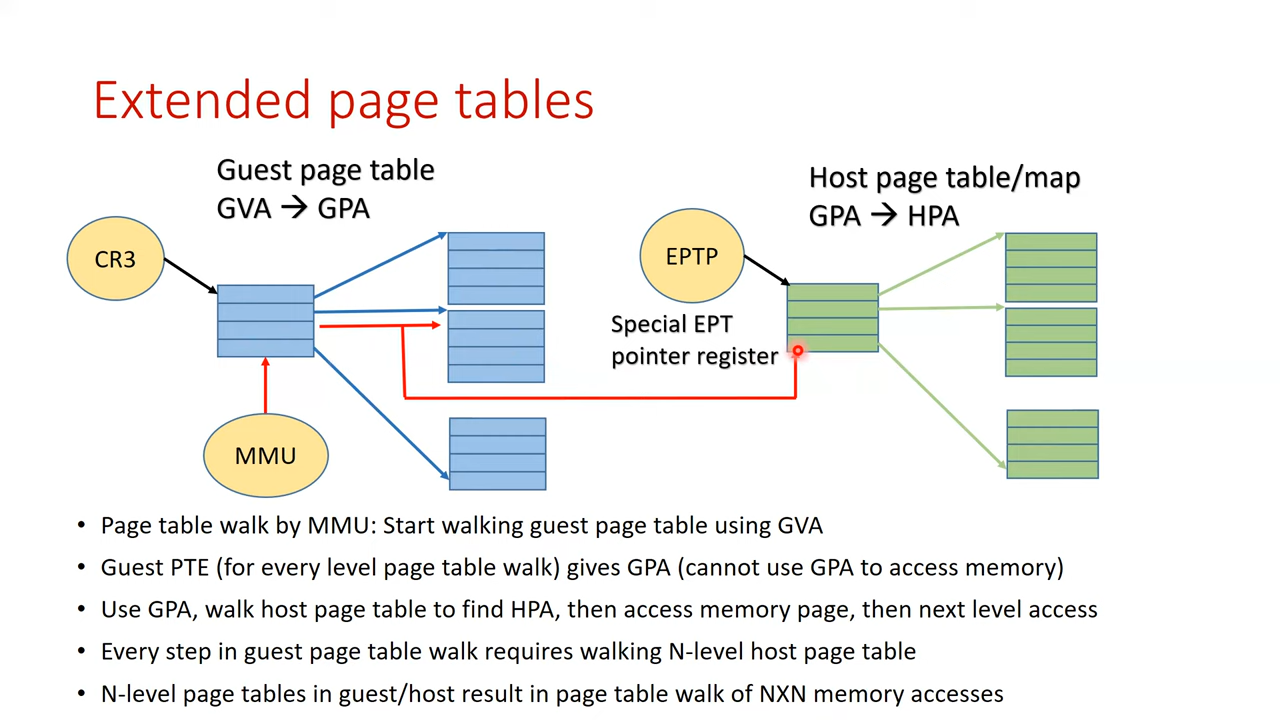 Extended page tables
Guest page table
GVA → GPA
Host page table/map
GPA → HPA
CR3
EPTP
Special EPT
pointer register
MMU
• Page table walk by MMU: Start walking guest page table using GVA
• Guest PTE (for every level page table walk) gives GPA (cannot use GPA to access memory)
• Use GPA, walk host page table to find HPA, then access memory page, then next level access
• Every step in guest page table walk requires walking N-level host page table
• N-level page tables in guest/host result in page table walk of NXN memory accesses